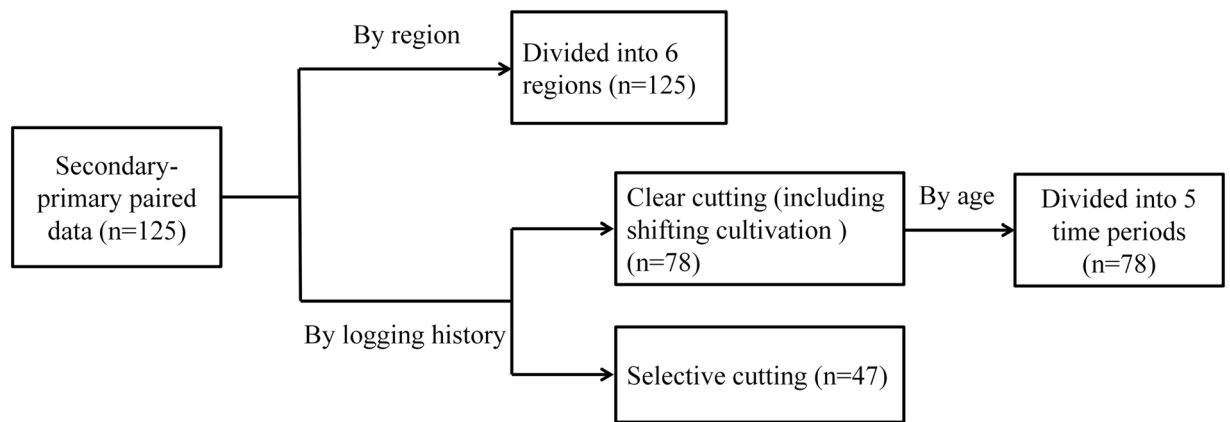 Secondary-
primary paired
data (n=125)
By region
Divided into 6
regions (n=125)
By logging history
Clear cutting (including
shifting cultivation )
(n=78)
By age
Divided into 5
time periods
(n=78)
Selective cutting (n=47)